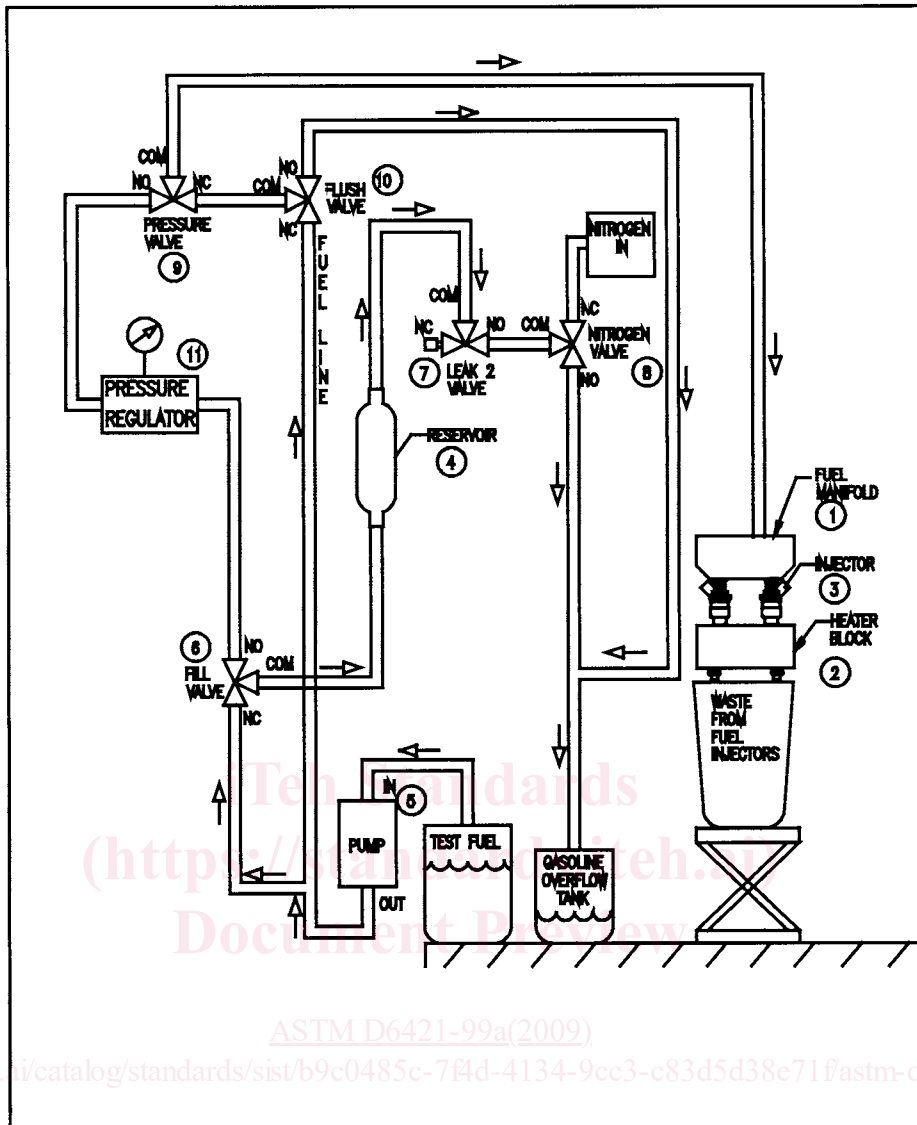 COM
NO
NC
PRESSURE
VALVE
9
COM
NO
NC
FLUSH
VALVE
10
FUEL LINE
NITROGEN
IN
NC
COM
NO
NITROGEN
VALVE
8
COM
NC
NO
7
LEAK 2
VALVE
11
PRESSURE
REGULATOR
RESERVOIR
4
FUEL
MANIFOLD
1
INJECTOR
3
HEATER
BLOCK
2
WASTE
FROM
FUEL
INJECTORS
6
FILL
VALVE
NO
COM
NC
IN
5
PUMP
OUT
TEST FUEL
GASOLINE
OVERFLOW
TANK
iTeh Standards
(https://standards.iteh.ai)
Document Preview
ASTM D6421-99a(2009)
ai/catalog/standards/sist/b9c0485c-7f4d-4134-9cc3-c83d5d38e71f/astm-d